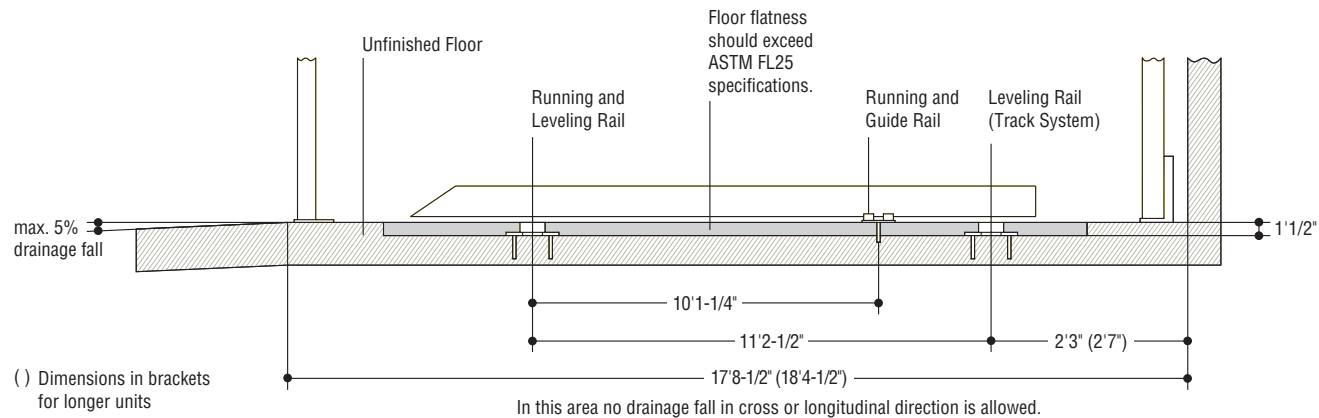 Floor flatness
should exceed
ASTM FL25
specifications.
Unfinished Floor
Running and
Leveling Rail
Running and
Guide Rail
Leveling Rail
(Track System)
max. 5%
drainage fall
1'1/2"
10'1-1/4"
11'2-1/2"
2'3" (2'7")
17'8-1/2" (18'4-1/2")
( ) Dimensions in brackets
for longer units
In this area no drainage fall in cross or longitudinal direction is allowed.